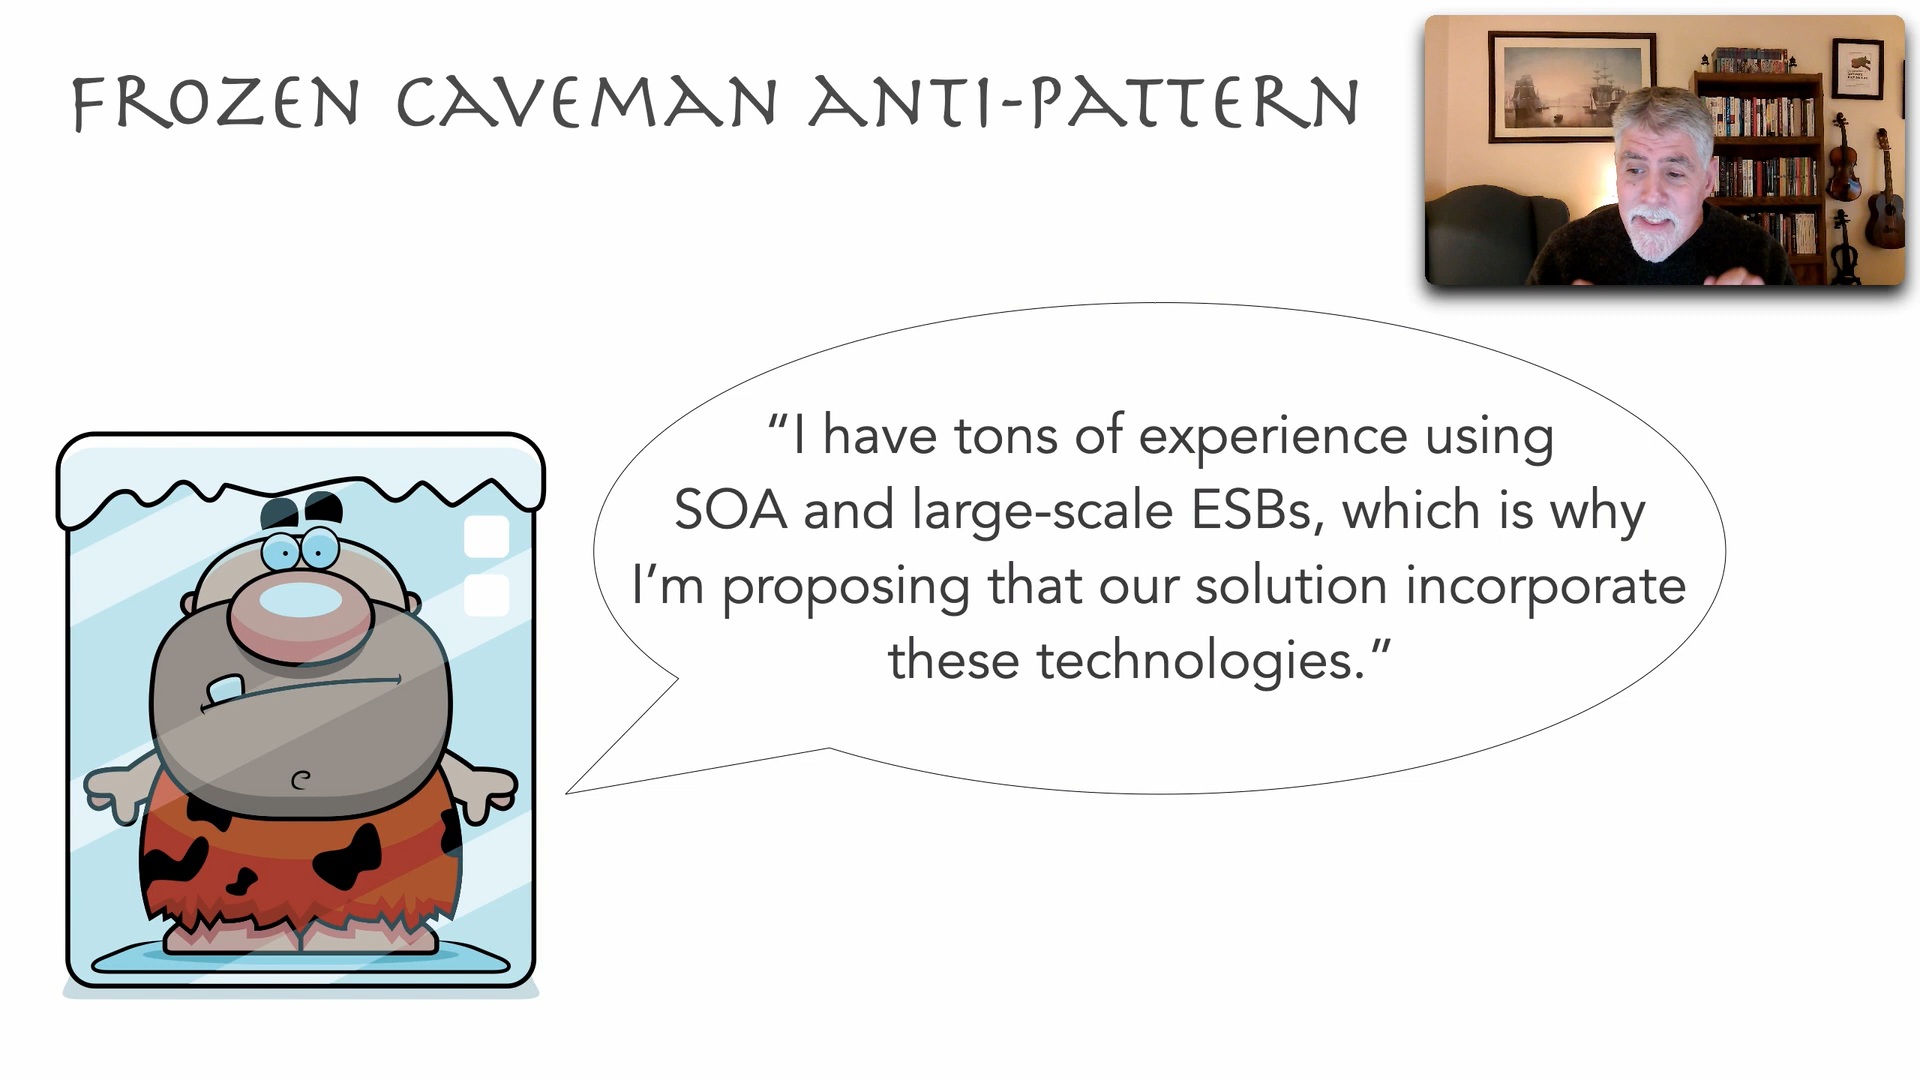 FROZEN CAVEMAN ANTI-PATTERN
“I have tons of experience using
SOA and large-scale ESBs, which is why
I’m proposing that our solution incorporate
these technologies.”